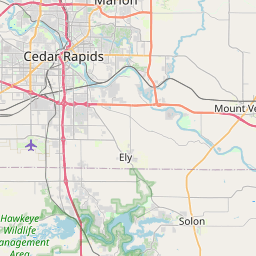 Marion
Cedar Rapids
Mount Ve
Ely
Hawkeye
Wildlife
anagement
Area
Solon